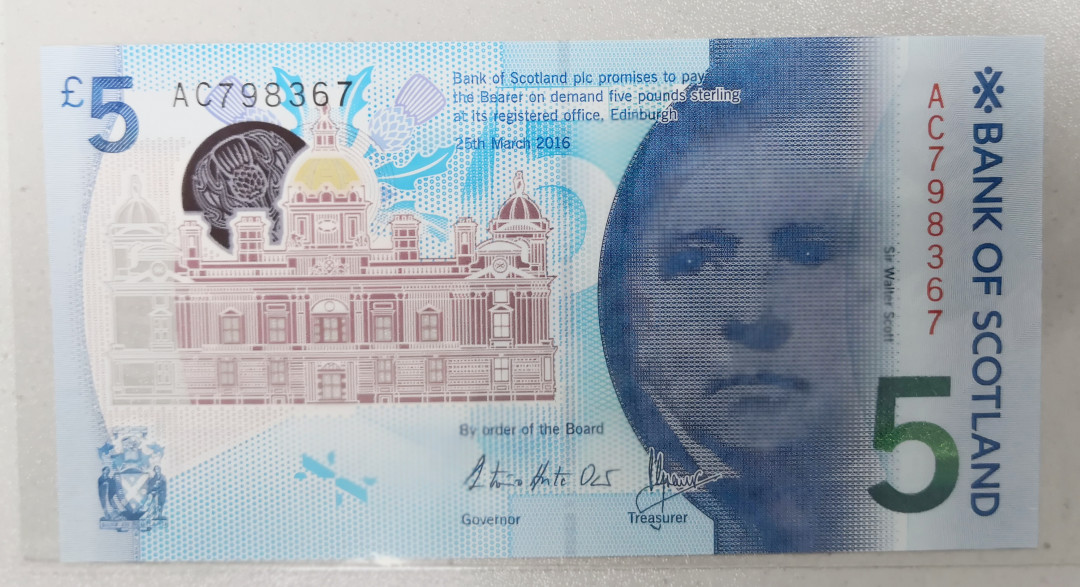 £5
AC798367
Bank of Scotland plc promises to pay
the Bearer on demand five pounds sterling
at its registered office, Edinburgh
25th March 2016
By order of the Board
Governor
Treasurer
Sir Walter Scott
AC798367
BANK OF SCOTLAND
5